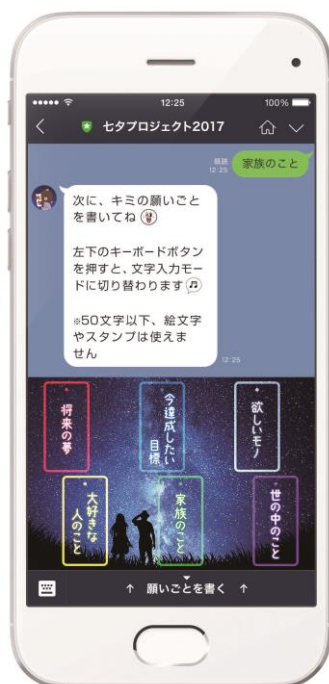 12:25
100%
七夕プロジェクト2017
既読
12:25
家族のこと
次に、キミの願いごと
を書いてね
左下のキーボードボタン
を押すと、文字入力モー
ドに切り替わります
※50文字以下、絵文字
やスタンプは使えま
せん
12:25
将来の夢
今達成したい
目標
欲しいモノ
大好きな
人のこと
家族のこと
世の中のこと
↑ 願いごとを書く ↑